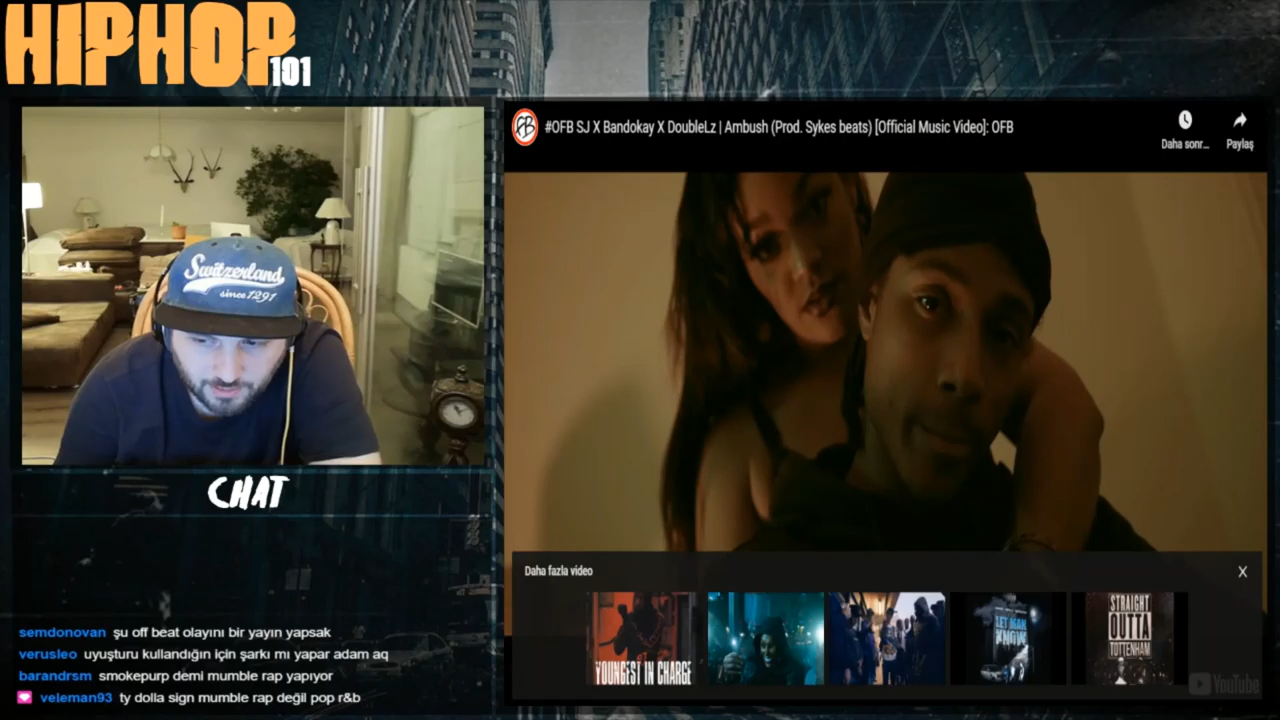 HIPHOP
101
#OFB SJ X Bandokay X DoubleLz | Ambush (Prod. Sykes beats) [Official Music Video]: OFB
Daha sonr...
Paylaş
Switzerland
since 1291
CHAT
semdonovan şu off beat olayını bir yayın yapsak
verusleo uyuşturu kullandığın için şarkı mı yapar adam aq
barandrsm smokepurp demi mumble rap yapıyor
veleman93 ty dolla sign mumble rap değil pop r&b
Daha fazla video
X
YOUNGEST IN CHARGE
LET MAN
KNOW
STRAIGHT
OUTTA
TOTTENHAM
YouTube